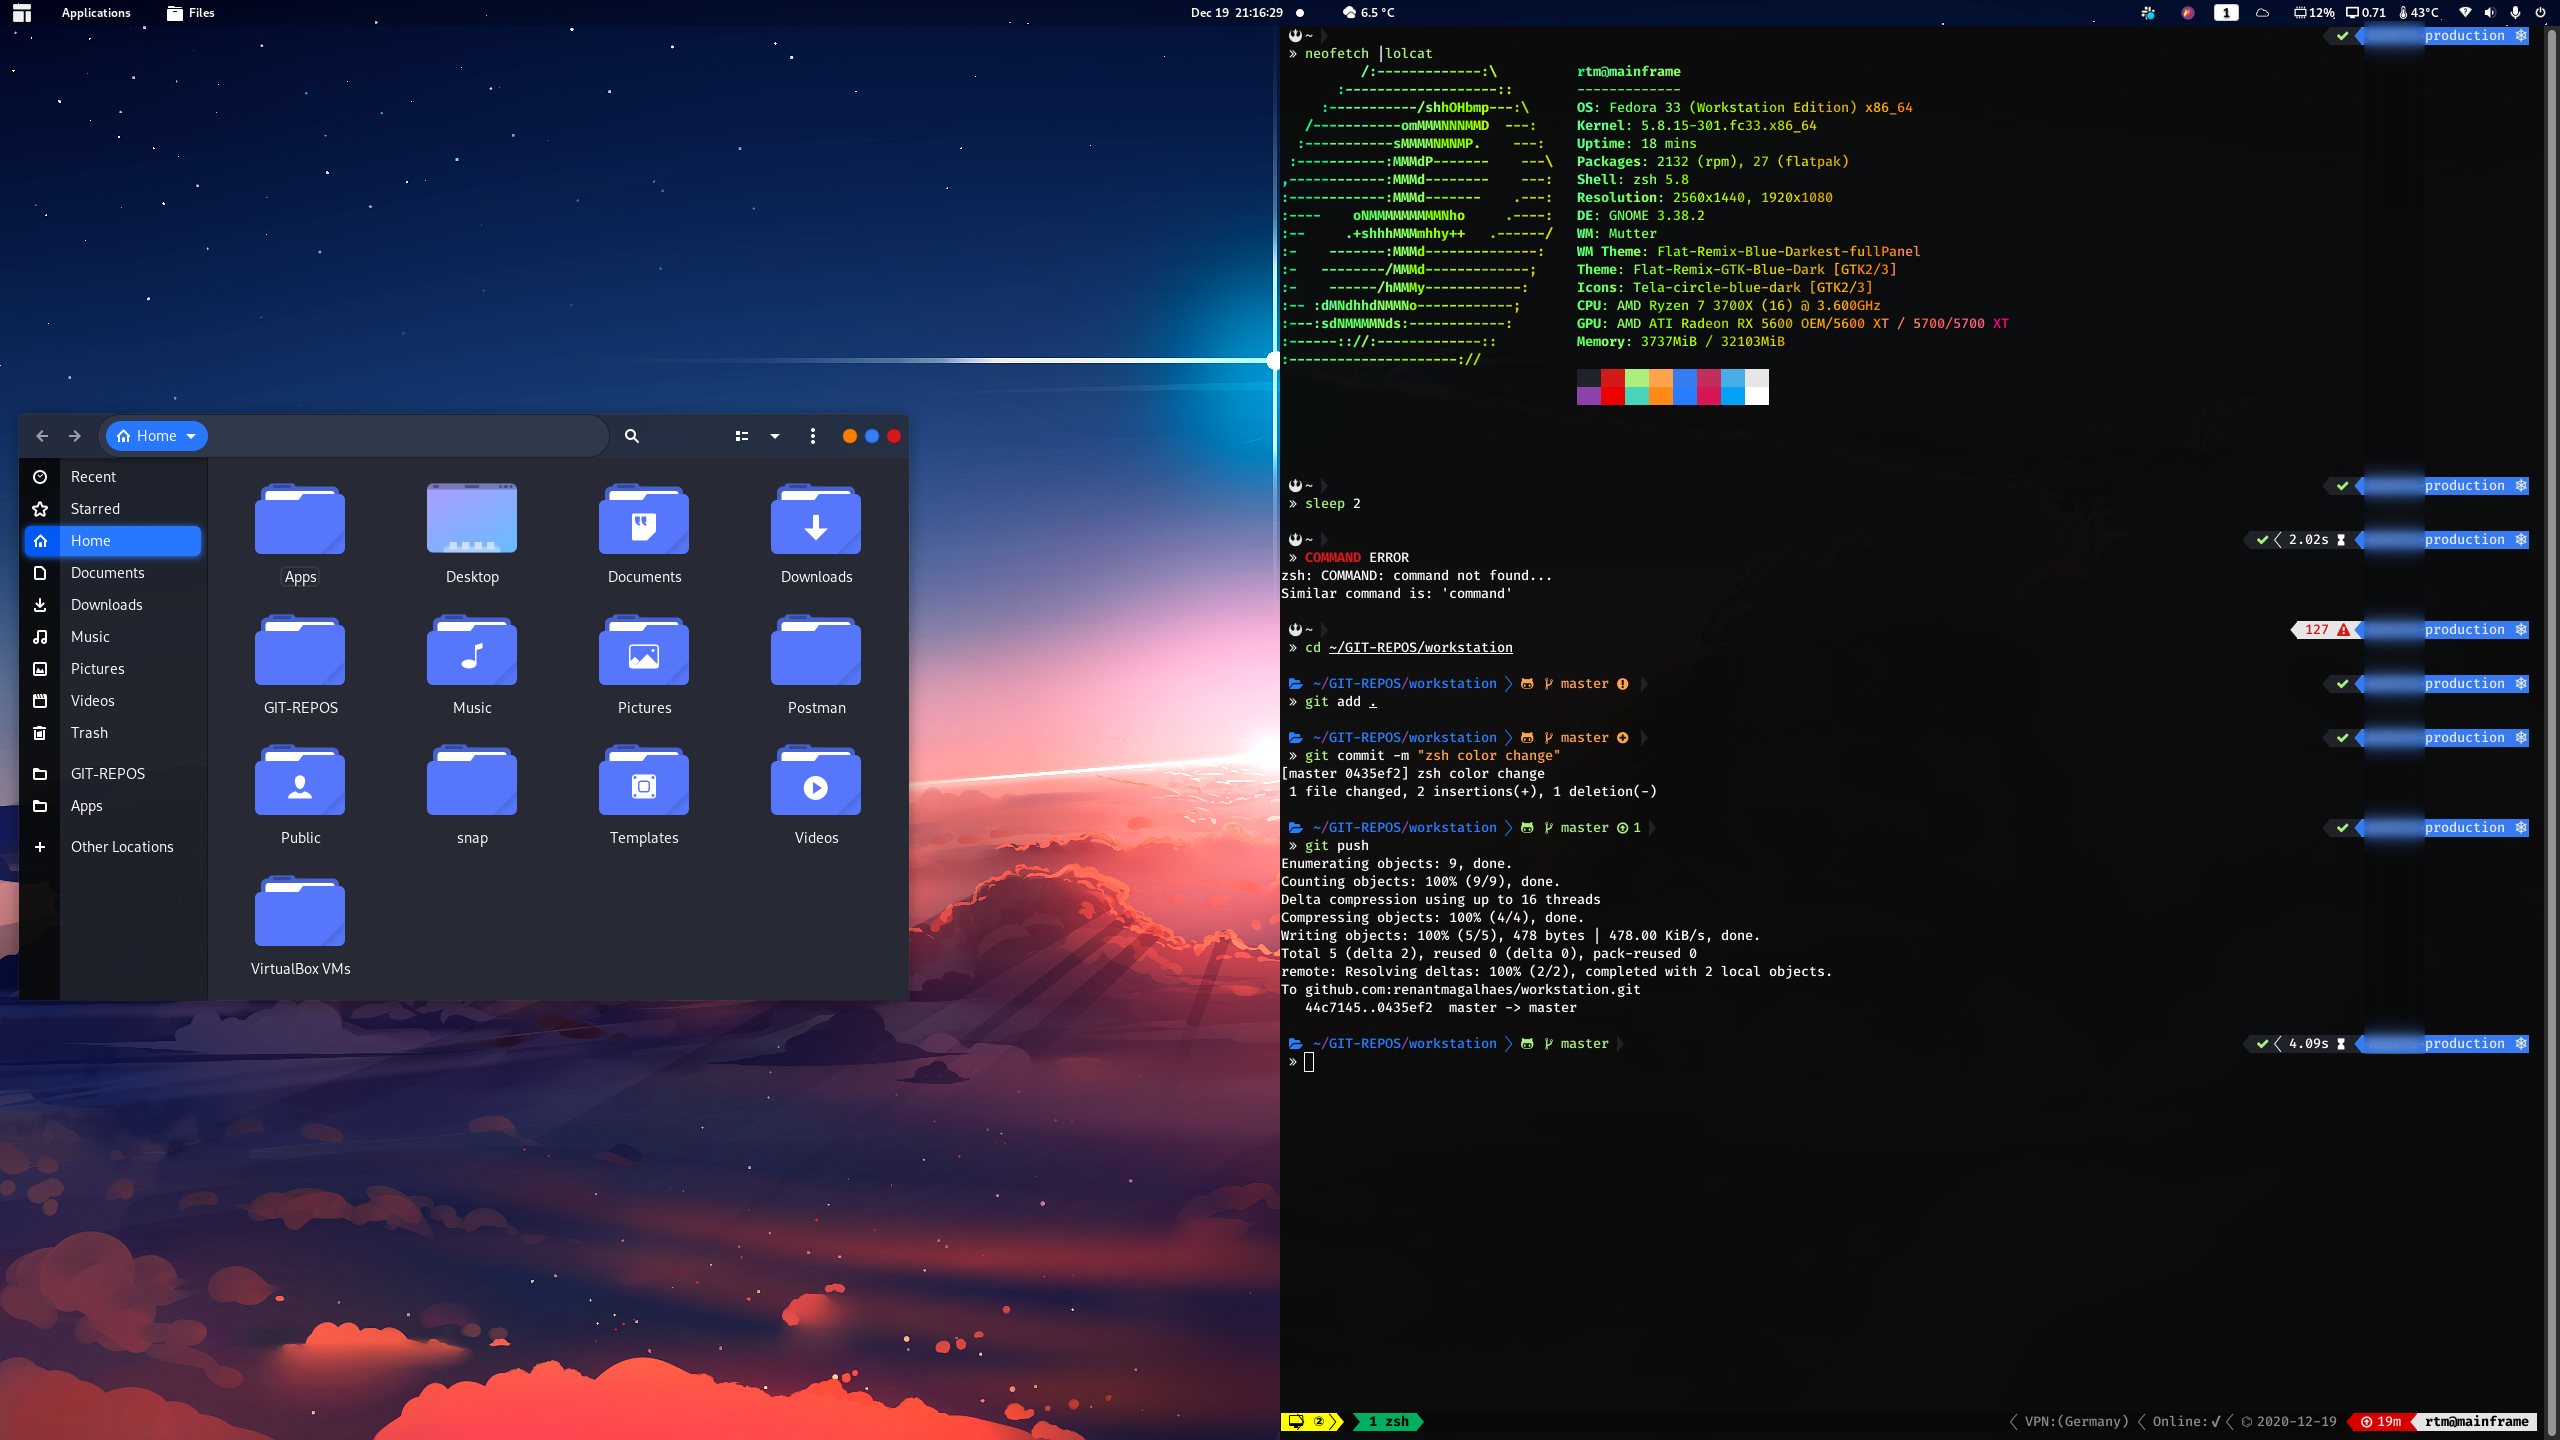 Applications Files Dec 19 21:16:29 6.5 °C 1 12% 0.71 43°C
Home
Recent
Starred
Home
Documents
Downloads
Music
Pictures
Videos
Trash
GIT-REPOS
Apps
Other Locations
Apps Desktop Documents Downloads
GIT-REPOS Music Pictures Postman
Public snap Templates Videos
VirtualBox VMs
~ production
» neofetch |lolcat
/:-------------:\ rtm@mainframe
:-------------------:: -------------
:-----------/shhOHbmp---:\ OS: Fedora 33 (Workstation Edition) x86_64
/-----------omMMMNNNMMD ---: Kernel: 5.8.15-301.fc33.x86_64
:-----------sMMMMNMNMP. ---: Uptime: 18 mins
:-----------:MMMdP------- ---\ Packages: 2132 (rpm), 27 (flatpak)
,------------:MMMd-------- ---: Shell: zsh 5.8
:------------:MMMd------- .---: Resolution: 2560x1440, 1920x1080
:---- oNMMMMMMMMMNho .----: DE: GNOME 3.38.2
:-- .+shhhMMMmhhy++ .------/ WM: Mutter
:- -------:MMMd--------------: WM Theme: Flat-Remix-Blue-Darkest-fullPanel
:- --------/MMMd-------------; Theme: Flat-Remix-GTK-Blue-Dark [GTK2/3]
:- ------/hMMMy------------: Icons: Tela-circle-blue-dark [GTK2/3]
:-- :dMNdhhdNMMNo------------; CPU: AMD Ryzen 7 3700X (16) @ 3.600GHz
:---:sdNMMMMNds:------------: GPU: AMD ATI Radeon RX 5600 OEM/5600 XT / 5700/5700 XT
:------:://:-------------:: Memory: 3737MiB / 32103MiB
:---------------------://
~ production
» sleep 2
~ 2.02s production
» COMMAND ERROR
zsh: COMMAND: command not found...
Similar command is: 'command'
~ 127 production
» cd ~/GIT-REPOS/workstation
~/GIT-REPOS/workstation master production
» git add .
~/GIT-REPOS/workstation master production
» git commit -m "zsh color change"
[master 0435ef2] zsh color change
1 file changed, 2 insertions(+), 1 deletion(-)
~/GIT-REPOS/workstation master 1 production
» git push
Enumerating objects: 9, done.
Counting objects: 100% (9/9), done.
Delta compression using up to 16 threads
Compressing objects: 100% (4/4), done.
Writing objects: 100% (5/5), 478 bytes | 478.00 KiB/s, done.
Total 5 (delta 2), reused 0 (delta 0), pack-reused 0
remote: Resolving deltas: 100% (2/2), completed with 2 local objects.
To github.com:renantmagalhaes/workstation.git
44c7145..0435ef2 master -> master
~/GIT-REPOS/workstation master 4.09s production
»
② 1 zsh VPN:(Germany) Online:✓ 2020-12-19 19m rtm@mainframe